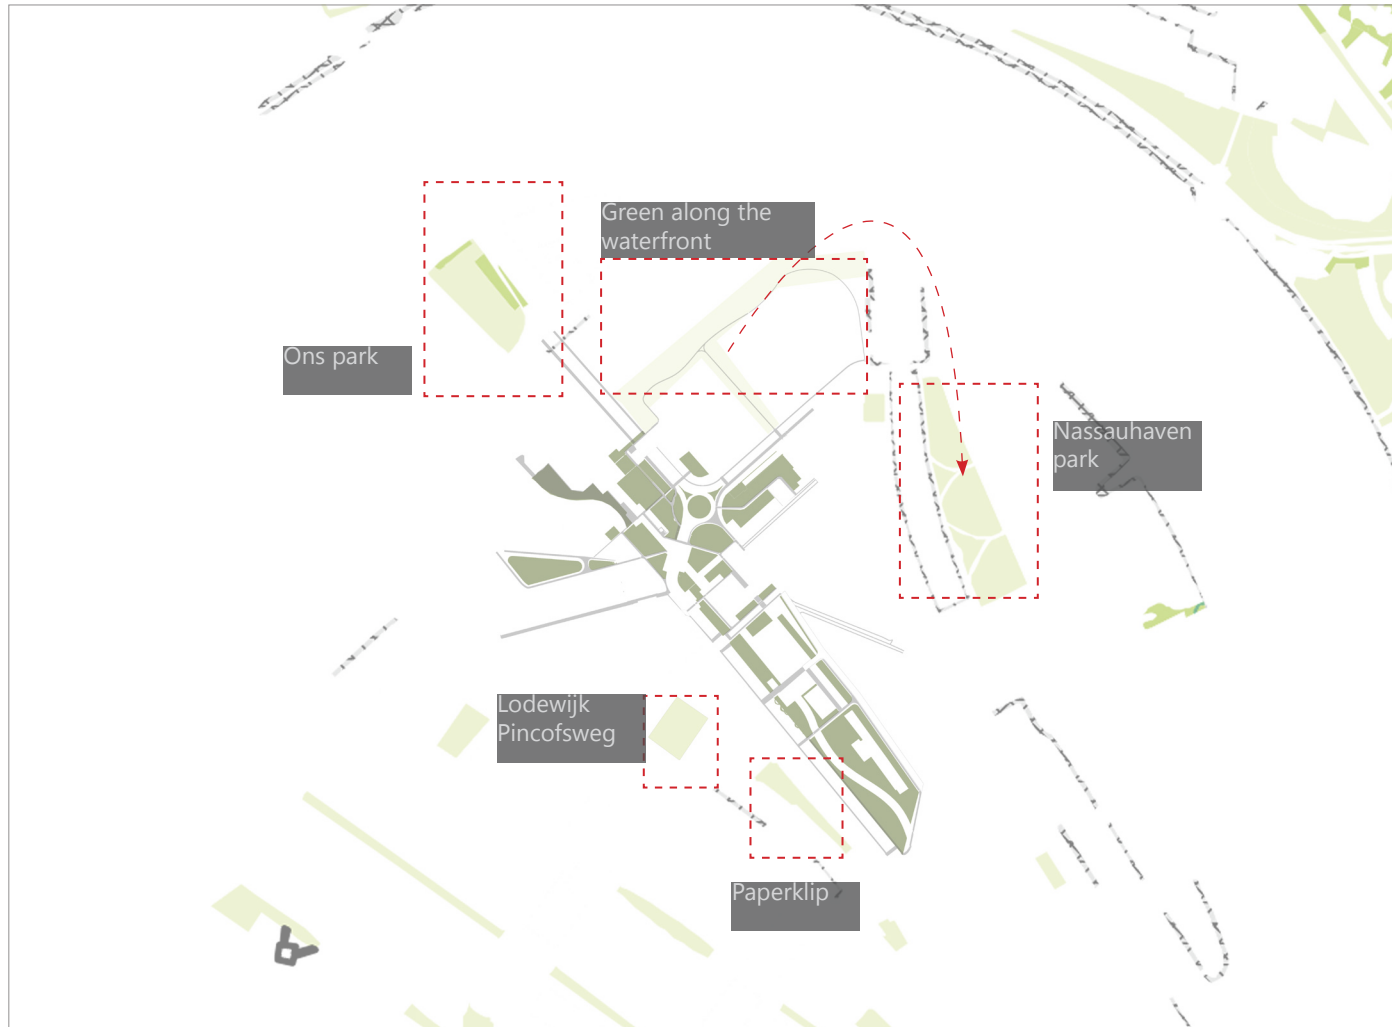 Green along the
waterfront
Ons park
Nassauhaven
park
Lodewijk
Pincofsweg
Paperklip